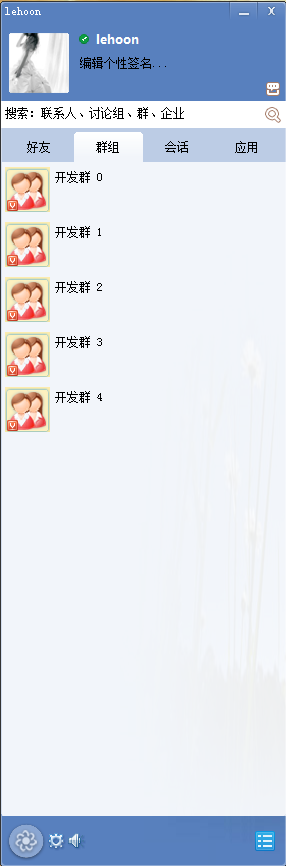 lehoon
lehoon
编辑个性签名...
搜索：联系人、讨论组、群、企业
好友 群组 会话 应用
开发群 0
开发群 1
开发群 2
开发群 3
开发群 4